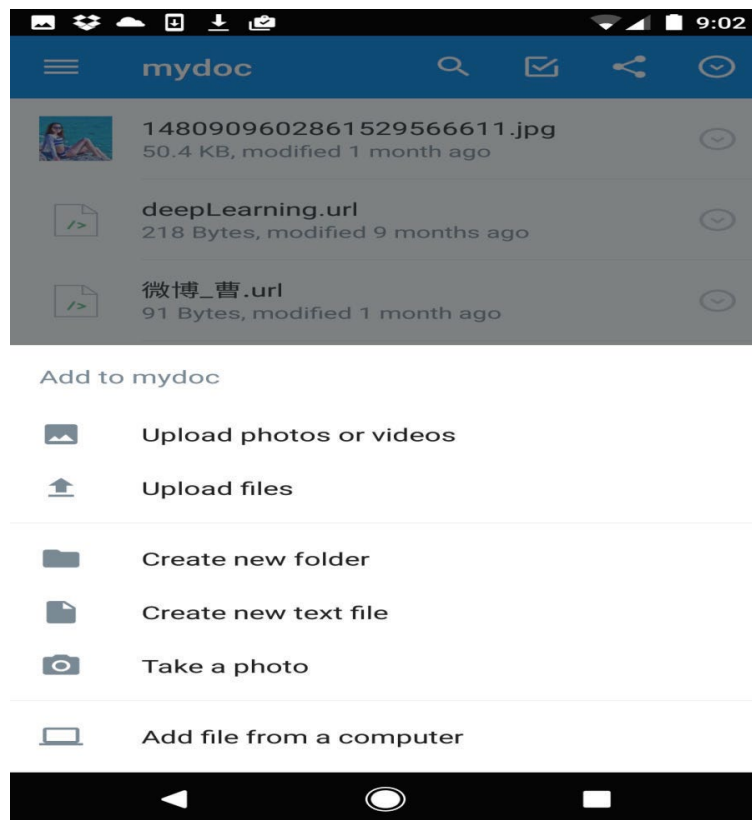 9:02
mydoc
1480909602861529566611.jpg
50.4 KB, modified 1 month ago
deepLearning.url
218 Bytes, modified 9 months ago
微博_曹.url
91 Bytes, modified 1 month ago
Add to mydoc
Upload photos or videos
Upload files
Create new folder
Create new text file
Take a photo
Add file from a computer